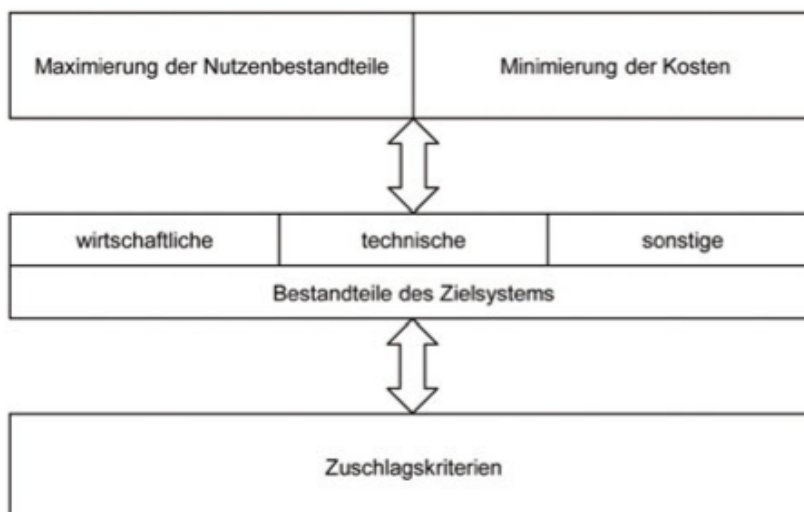 Maximierung der Nutzenbestandteile
Minimierung der Kosten
wirtschaftliche
technische
sonstige
Bestandteile des Zielsystems
Zuschlagskriterien